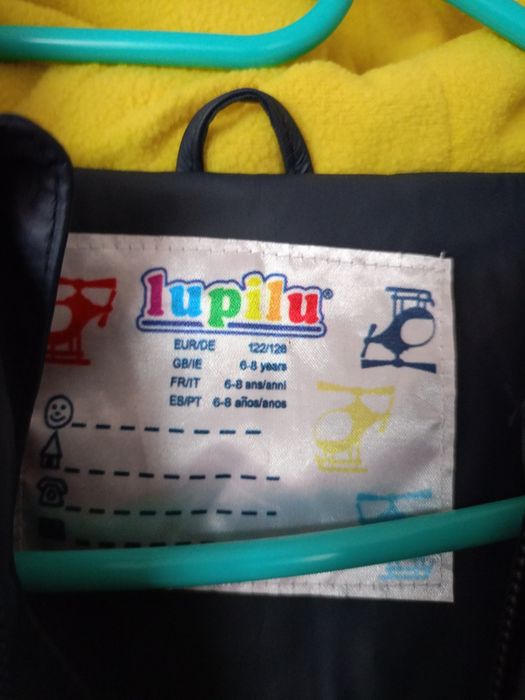 lupilu®
EUR/DE 122/128
GB/IE 6-8 years
FR/IT 6-8 ans/anni
ES/PT 6-8 años/anos